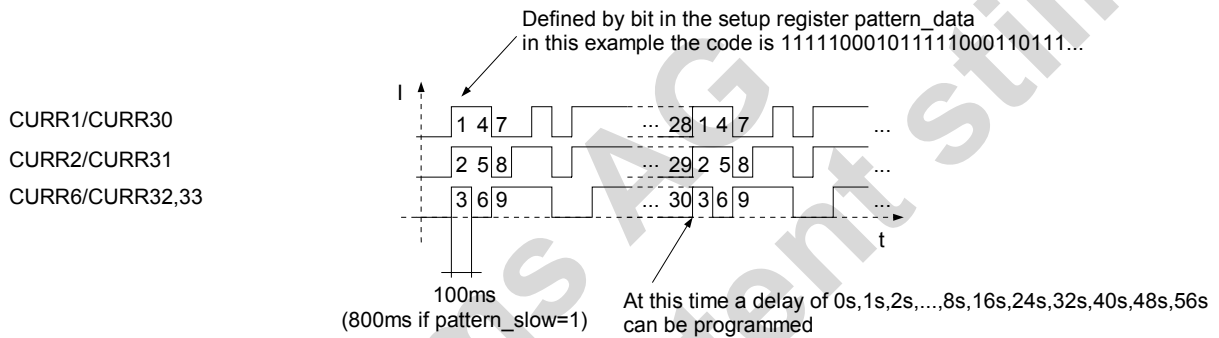 Defined by bit in the setup register pattern_data
in this example the code is 1111100010111111000110111...
I
CURR1/CURR30
1 4 7 ... 28 1 4 7 ...
CURR2/CURR31
2 5 8 ... 29 2 5 8 ...
CURR6/CURR32,33
3 6 9 ... 30 3 6 9 ...
t
100ms
(800ms if pattern_slow=1)
At this time a delay of 0s,1s,2s,...,8s,16s,24s,32s,40s,48s,56s
can be programmed